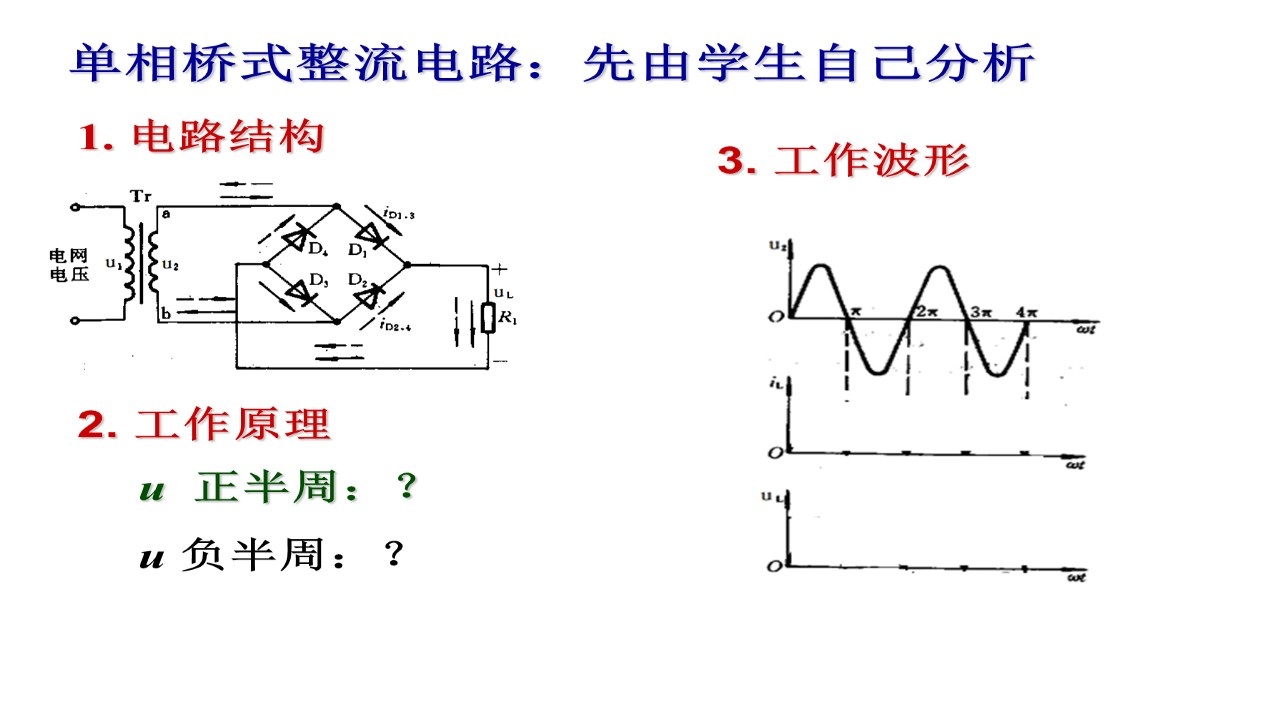 单相桥式整流电路：先由学生自己分析
1. 电路结构
Tr
a
电网
电压
u₁
u₂
b
D₄
D₁
D₃
D₂
iD1.3
iD2.4
+
uL
R₁
−
2. 工作原理
u 正半周：？
u 负半周：？
3. 工作波形
u₂
O
π
2π
3π
4π
ωt
iL
O
ωt
uL
O
ωt